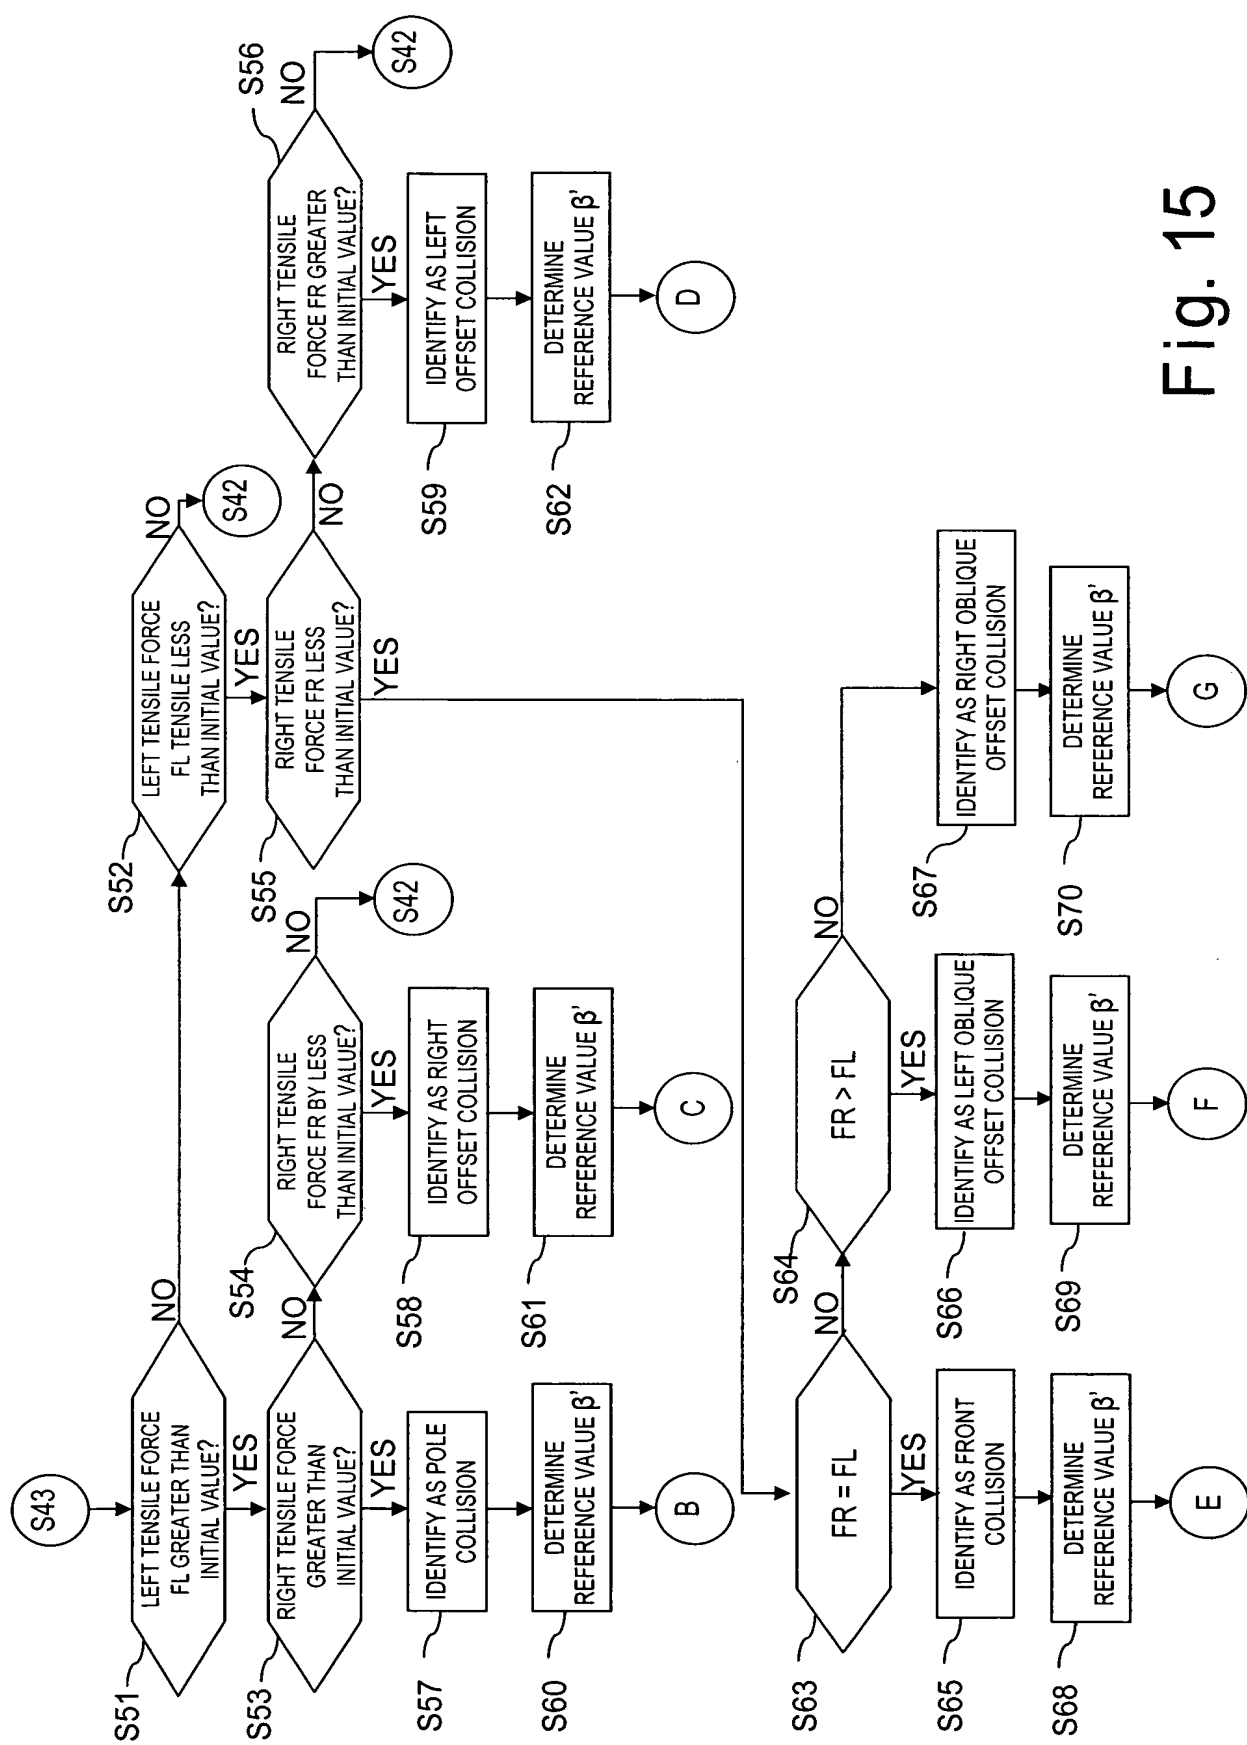 S43
S51
LEFT TENSILE FORCE
FL GREATER THAN
INITIAL VALUE?
NO
YES
S52
LEFT TENSILE FORCE
FL TENSILE LESS
THAN INITIAL VALUE?
NO
S42
YES
S53
RIGHT TENSILE FORCE
GREATER THAN
INITIAL VALUE?
NO
YES
S54
RIGHT TENSILE
FORCE FR BY LESS
THAN INITIAL VALUE?
NO
S42
YES
S55
RIGHT TENSILE
FORCE FR LESS
THAN INITIAL VALUE?
NO
YES
S56
RIGHT TENSILE
FORCE FR GREATER
THAN INITIAL VALUE?
NO
S42
YES
S57
IDENTIFY AS POLE
COLLISION
S58
IDENTIFY AS RIGHT
OFFSET COLLISION
S59
IDENTIFY AS LEFT
OFFSET COLLISION
S60
DETERMINE
REFERENCE VALUE β'
S61
DETERMINE
REFERENCE VALUE β'
S62
DETERMINE
REFERENCE VALUE β'
B
C
D
S63
FR = FL
NO
YES
S64
FR > FL
NO
YES
S65
IDENTIFY AS FRONT
COLLISION
S66
IDENTIFY AS LEFT OBLIQUE
OFFSET COLLISION
S67
IDENTIFY AS RIGHT OBLIQUE
OFFSET COLLISION
S68
DETERMINE
REFERENCE VALUE β'
S69
DETERMINE
REFERENCE VALUE β'
S70
DETERMINE
REFERENCE VALUE β'
E
F
G
Fig. 15